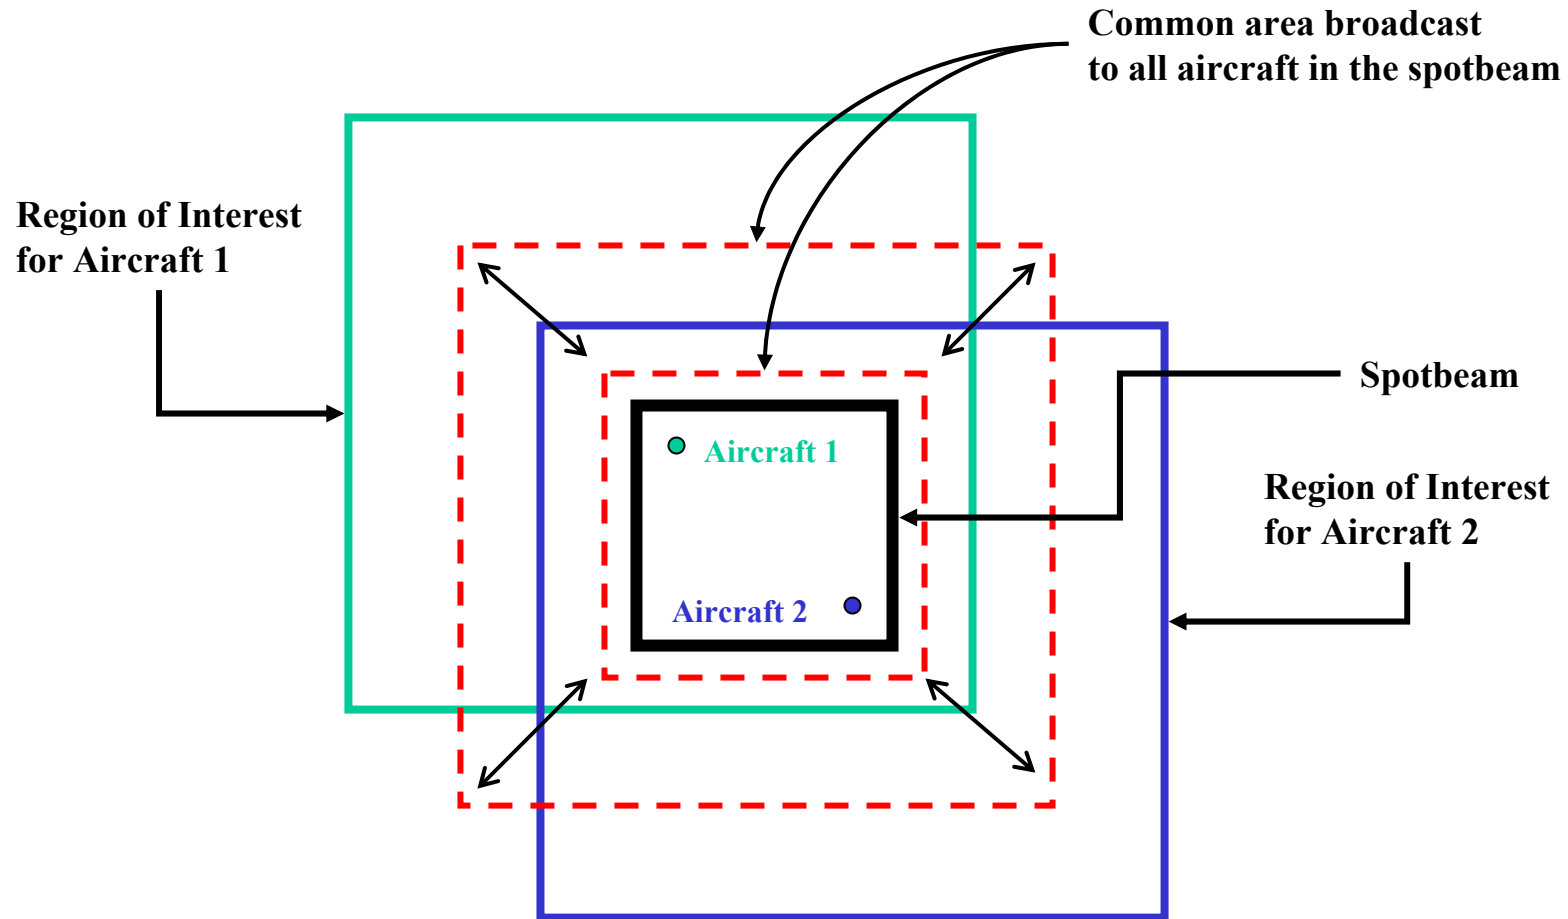 Common area broadcast
to all aircraft in the spotbeam
Region of Interest
for Aircraft 1
Spotbeam
Aircraft 1
Region of Interest
for Aircraft 2
Aircraft 2